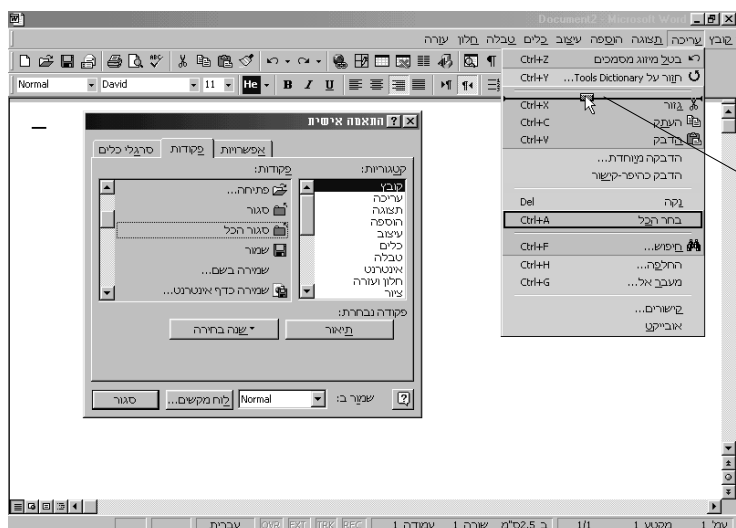 Document2 - Microsoft Word
קובץ עריכה תצוגה הוספה עיצוב כלים טבלה חלון עזרה
Normal David 11 He B I U
בטל מיזוג מסמכים Ctrl+Z
חזור על Tools Dictionary... Ctrl+Y
גזור Ctrl+X
העתק Ctrl+C
הדבק Ctrl+V
הדבקה מיוחדת...
הדבק כהיפר-קישור
נקה Del
בחר הכל Ctrl+A
חיפוש... Ctrl+F
החלפה... Ctrl+H
מעבר אל... Ctrl+G
קישורים...
אובייקט
התאמה אישית
סרגלי כלים פקודות אפשרויות
קטגוריות:
קובץ
עריכה
תצוגה
הוספה
עיצוב
כלים
טבלה
אינטרנט
חלון ועזרה
ציור
פקודות:
פתיחה...
סגור
סגור הכל
שמור
שמירה בשם...
שמירה כדף אינטרנט...
פקודה נבחרת:
תיאור שנה בחירה
שמור ב: Normal לוח מקשים... סגור
עמ' 1 מקטע 1 1/1 ב 2.5ס"מ שורה 1 עמודה 1 REC TRK EXT OVR עברית